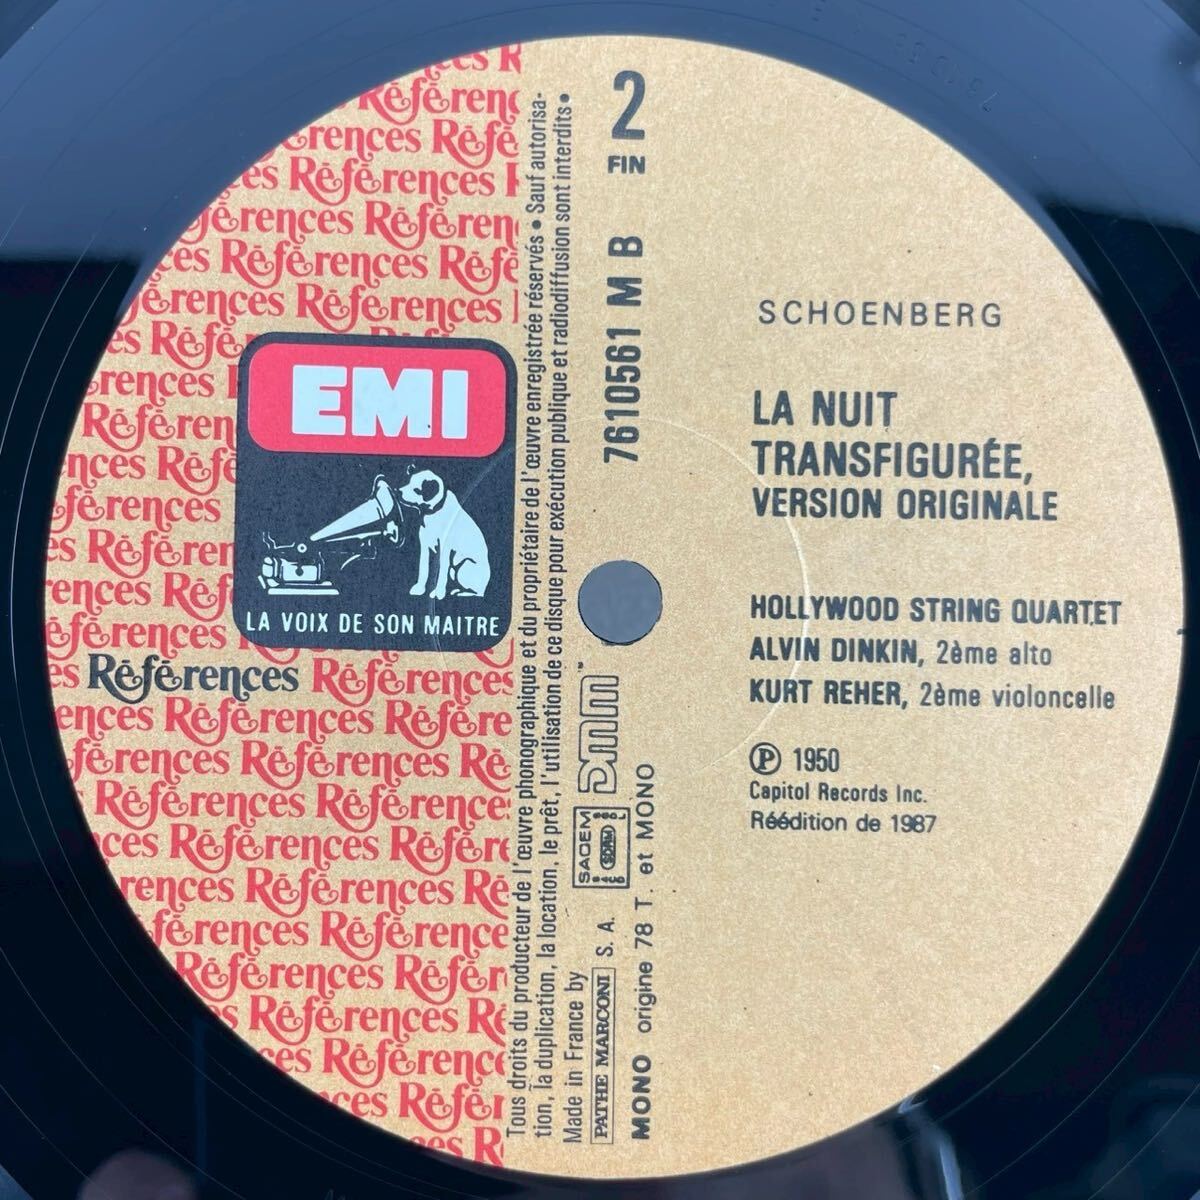 EMI
LA VOIX DE SON MAITRE
Références
Tous droits du producteur de l'œuvre phonographique et du propriétaire de l'œuvre enregistrée réservés • Sauf autorisa-
tion, la duplication, la location, le prêt, l'utilisation de ce disque pour exécution publique et radiodiffusion sont interdits •
Made in France by
PATHE MARCONI S. A.
SACEM
DMM
MONO origine 78 T. et MONO
7610561 M B
2
FIN
SCHOENBERG
LA NUIT
TRANSFIGURÉE,
VERSION ORIGINALE
HOLLYWOOD STRING QUARTET
ALVIN DINKIN, 2ème alto
KURT REHER, 2ème violoncelle
Ⓟ 1950
Capitol Records Inc.
Réédition de 1987